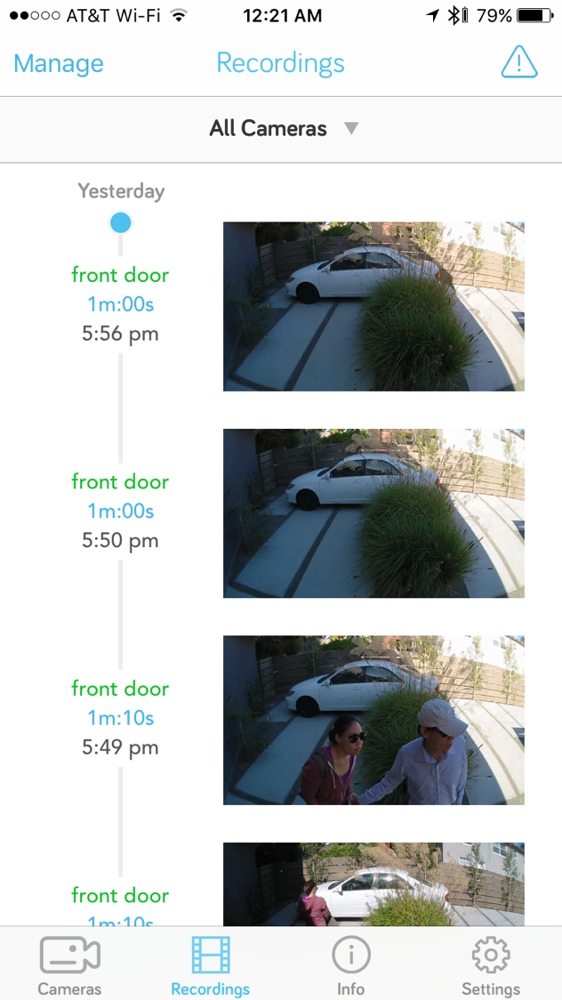 AT&T Wi-Fi 12:21 AM 79%
Manage Recordings
All Cameras
Yesterday
front door
1m:00s
5:56 pm
front door
1m:00s
5:50 pm
front door
1m:10s
5:49 pm
front door
1m:10s
Cameras Recordings Info Settings